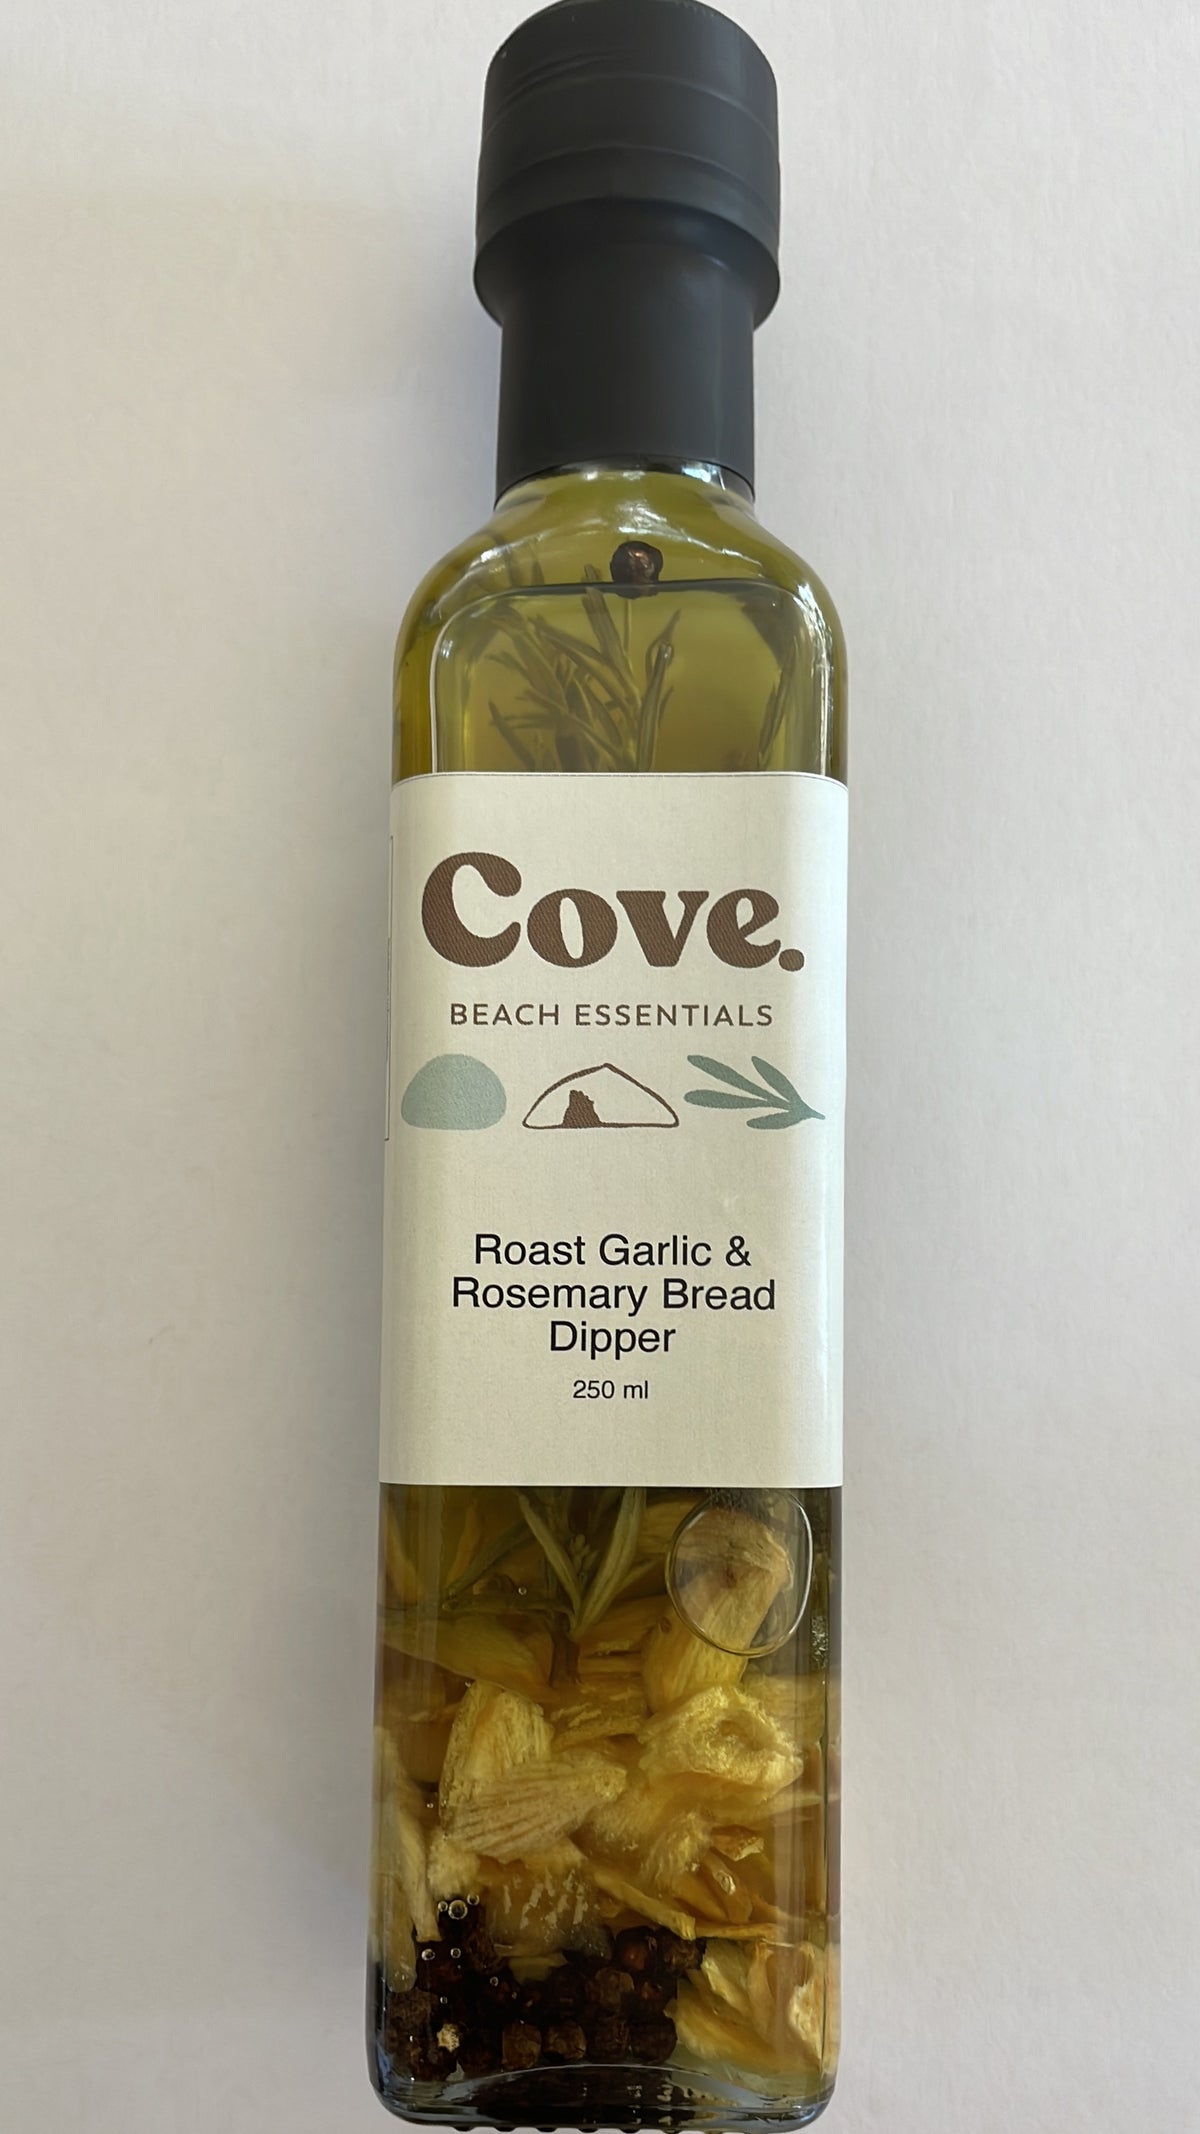 Cove.
BEACH ESSENTIALS
Roast Garlic &
Rosemary Bread
Dipper
250 ml